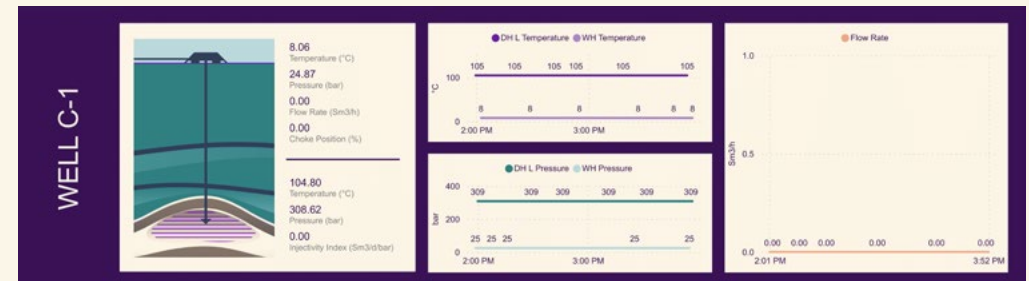 WELL C-1
8.06
Temperature (°C)
24.87
Pressure (bar)
0.00
Flow Rate (Sm3/h)
0.00
Choke Position (%)
104.80
Temperature (°C)
308.62
Pressure (bar)
0.00
Injectivity Index (Sm3/d/bar)
DH L Temperature WH Temperature
105 105 105 105 105 105
100
°C
8 8 8 8 8 8
0
2:00 PM 3:00 PM
DH L Pressure WH Pressure
400
309 309 309 309 309 309
bar
200
25 25 25 25 25
0
2:00 PM 3:00 PM
Flow Rate
1.0
Sm3/h
0.5
0.00 0.00 0.00 0.00 0.00 0.00
0.0
2:01 PM 3:52 PM